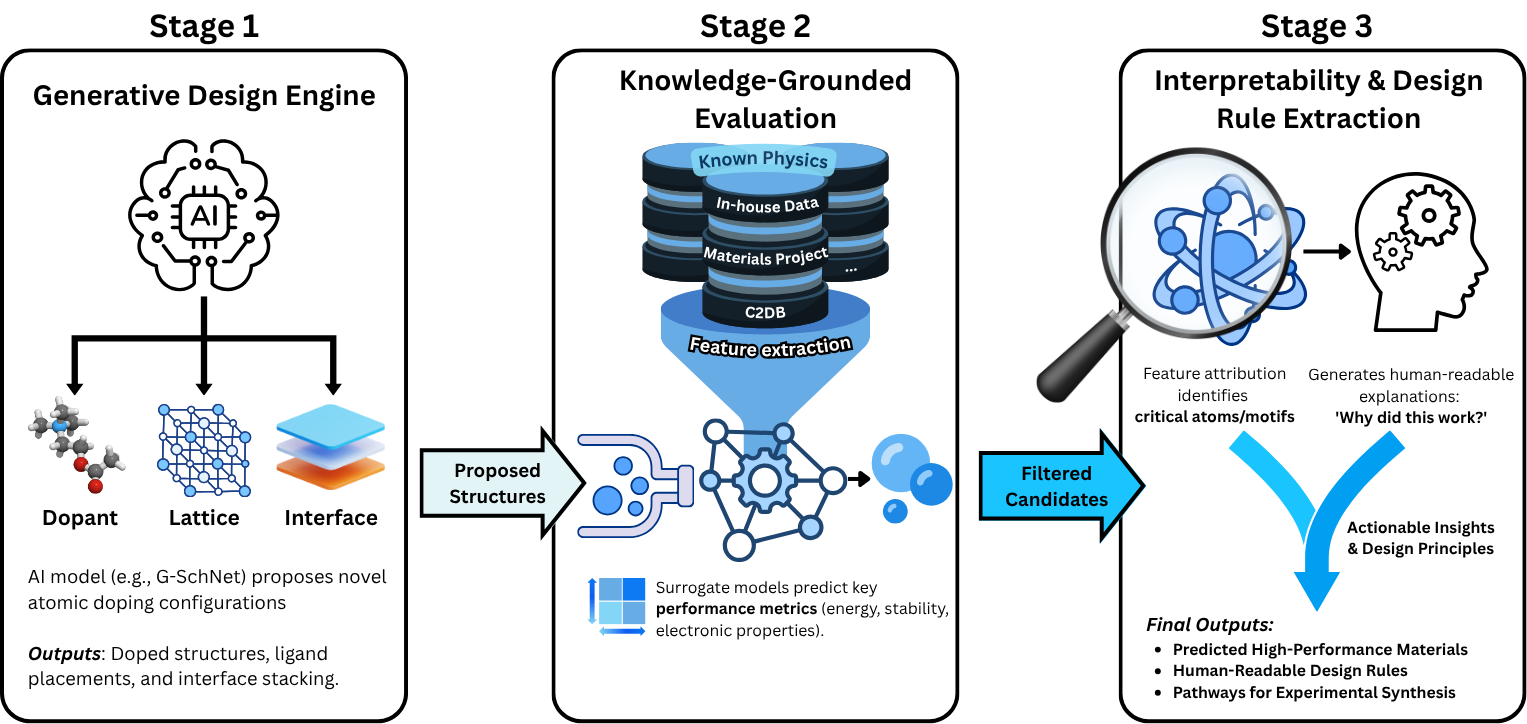 Stage 1
Generative Design Engine
AI
Dopant
Lattice
Interface
AI model (e.g., G-SchNet) proposes novel
atomic doping configurations
Outputs: Doped structures, ligand
placements, and interface stacking.
Proposed
Structures
Stage 2
Knowledge-Grounded
Evaluation
Known Physics
In-house Data
Materials Project
...
C2DB
Feature extraction
Surrogate models predict key
performance metrics (energy, stability,
electronic properties).
Filtered
Candidates
Stage 3
Interpretability & Design
Rule Extraction
Feature attribution
identifies
critical atoms/motifs
Generates human-readable
explanations:
'Why did this work?'
Actionable Insights
& Design Principles
Final Outputs:
• Predicted High-Performance Materials
• Human-Readable Design Rules
• Pathways for Experimental Synthesis